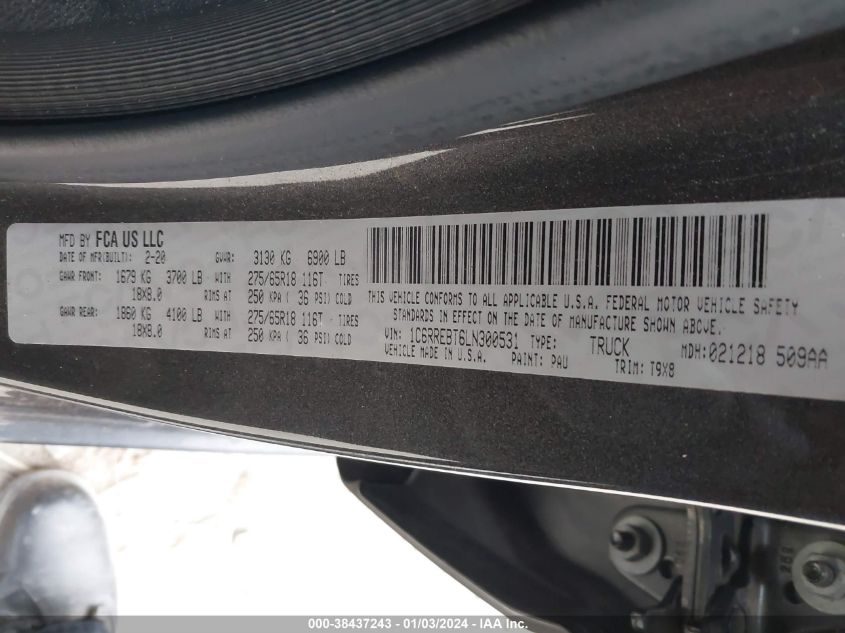 MFD BY FCA US LLC
DATE OF MFR(BUILT): 2-20 GVWR: 3130 KG 6900 LB
GAWR FRONT: 1679 KG 3700 LB WITH 275/65R18 116T TIRES
18X8.0 RIMS AT 250 KPA ( 36 PSI) COLD
GAWR REAR: 1860 KG 4100 LB WITH 275/65R18 116T TIRES
18X8.0 RIMS AT 250 KPA ( 36 PSI) COLD
THIS VEHICLE CONFORMS TO ALL APPLICABLE U.S.A. FEDERAL MOTOR VEHICLE SAFETY
STANDARDS IN EFFECT ON THE DATE OF MANUFACTURE SHOWN ABOVE.
VIN: 1C6RREBT6LN300531 TYPE: TRUCK MDH: 021218 509AA
VEHICLE MADE IN U.S.A. PAINT: PAU TRIM: T9X8
000-38437243 - 01/03/2024 - IAA Inc.